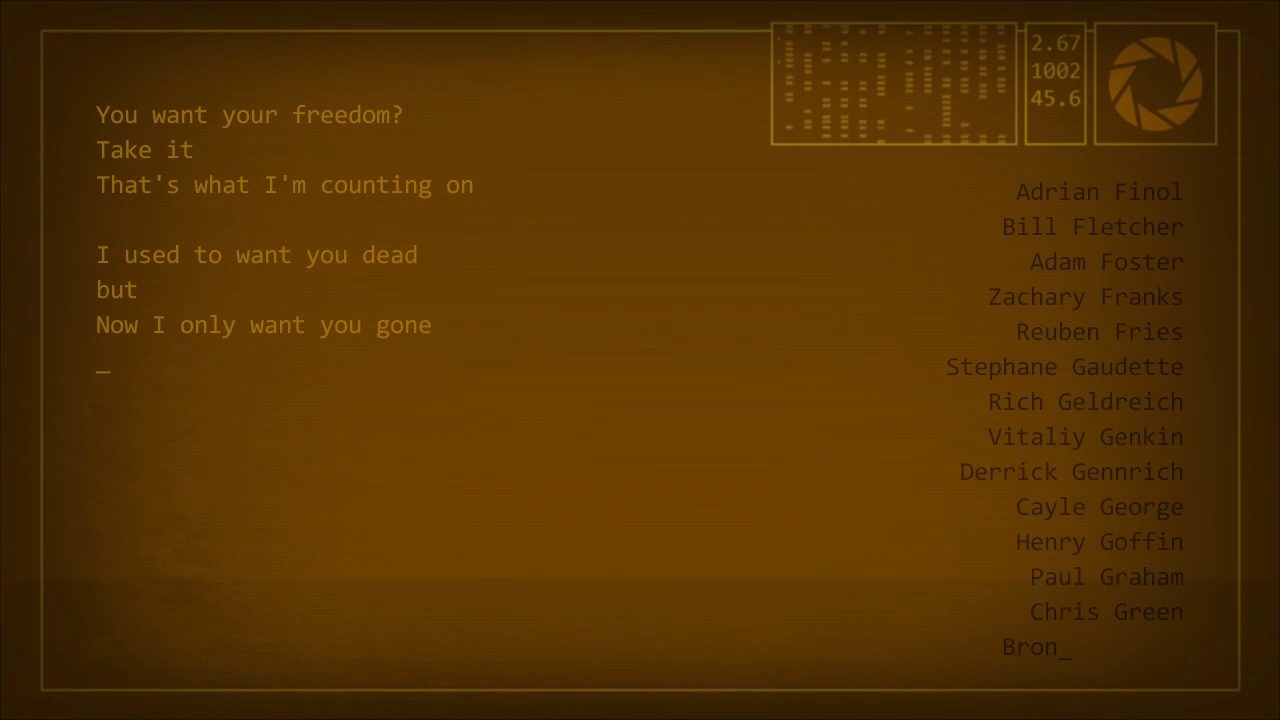 You want your freedom?
Take it
That's what I'm counting on
I used to want you dead
but
Now I only want you gone
_
2.67
1002
45.6
Adrian Finol
Bill Fletcher
Adam Foster
Zachary Franks
Reuben Fries
Stephane Gaudette
Rich Geldreich
Vitaliy Genkin
Derrick Gennrich
Cayle George
Henry Goffin
Paul Graham
Chris Green
Bron_